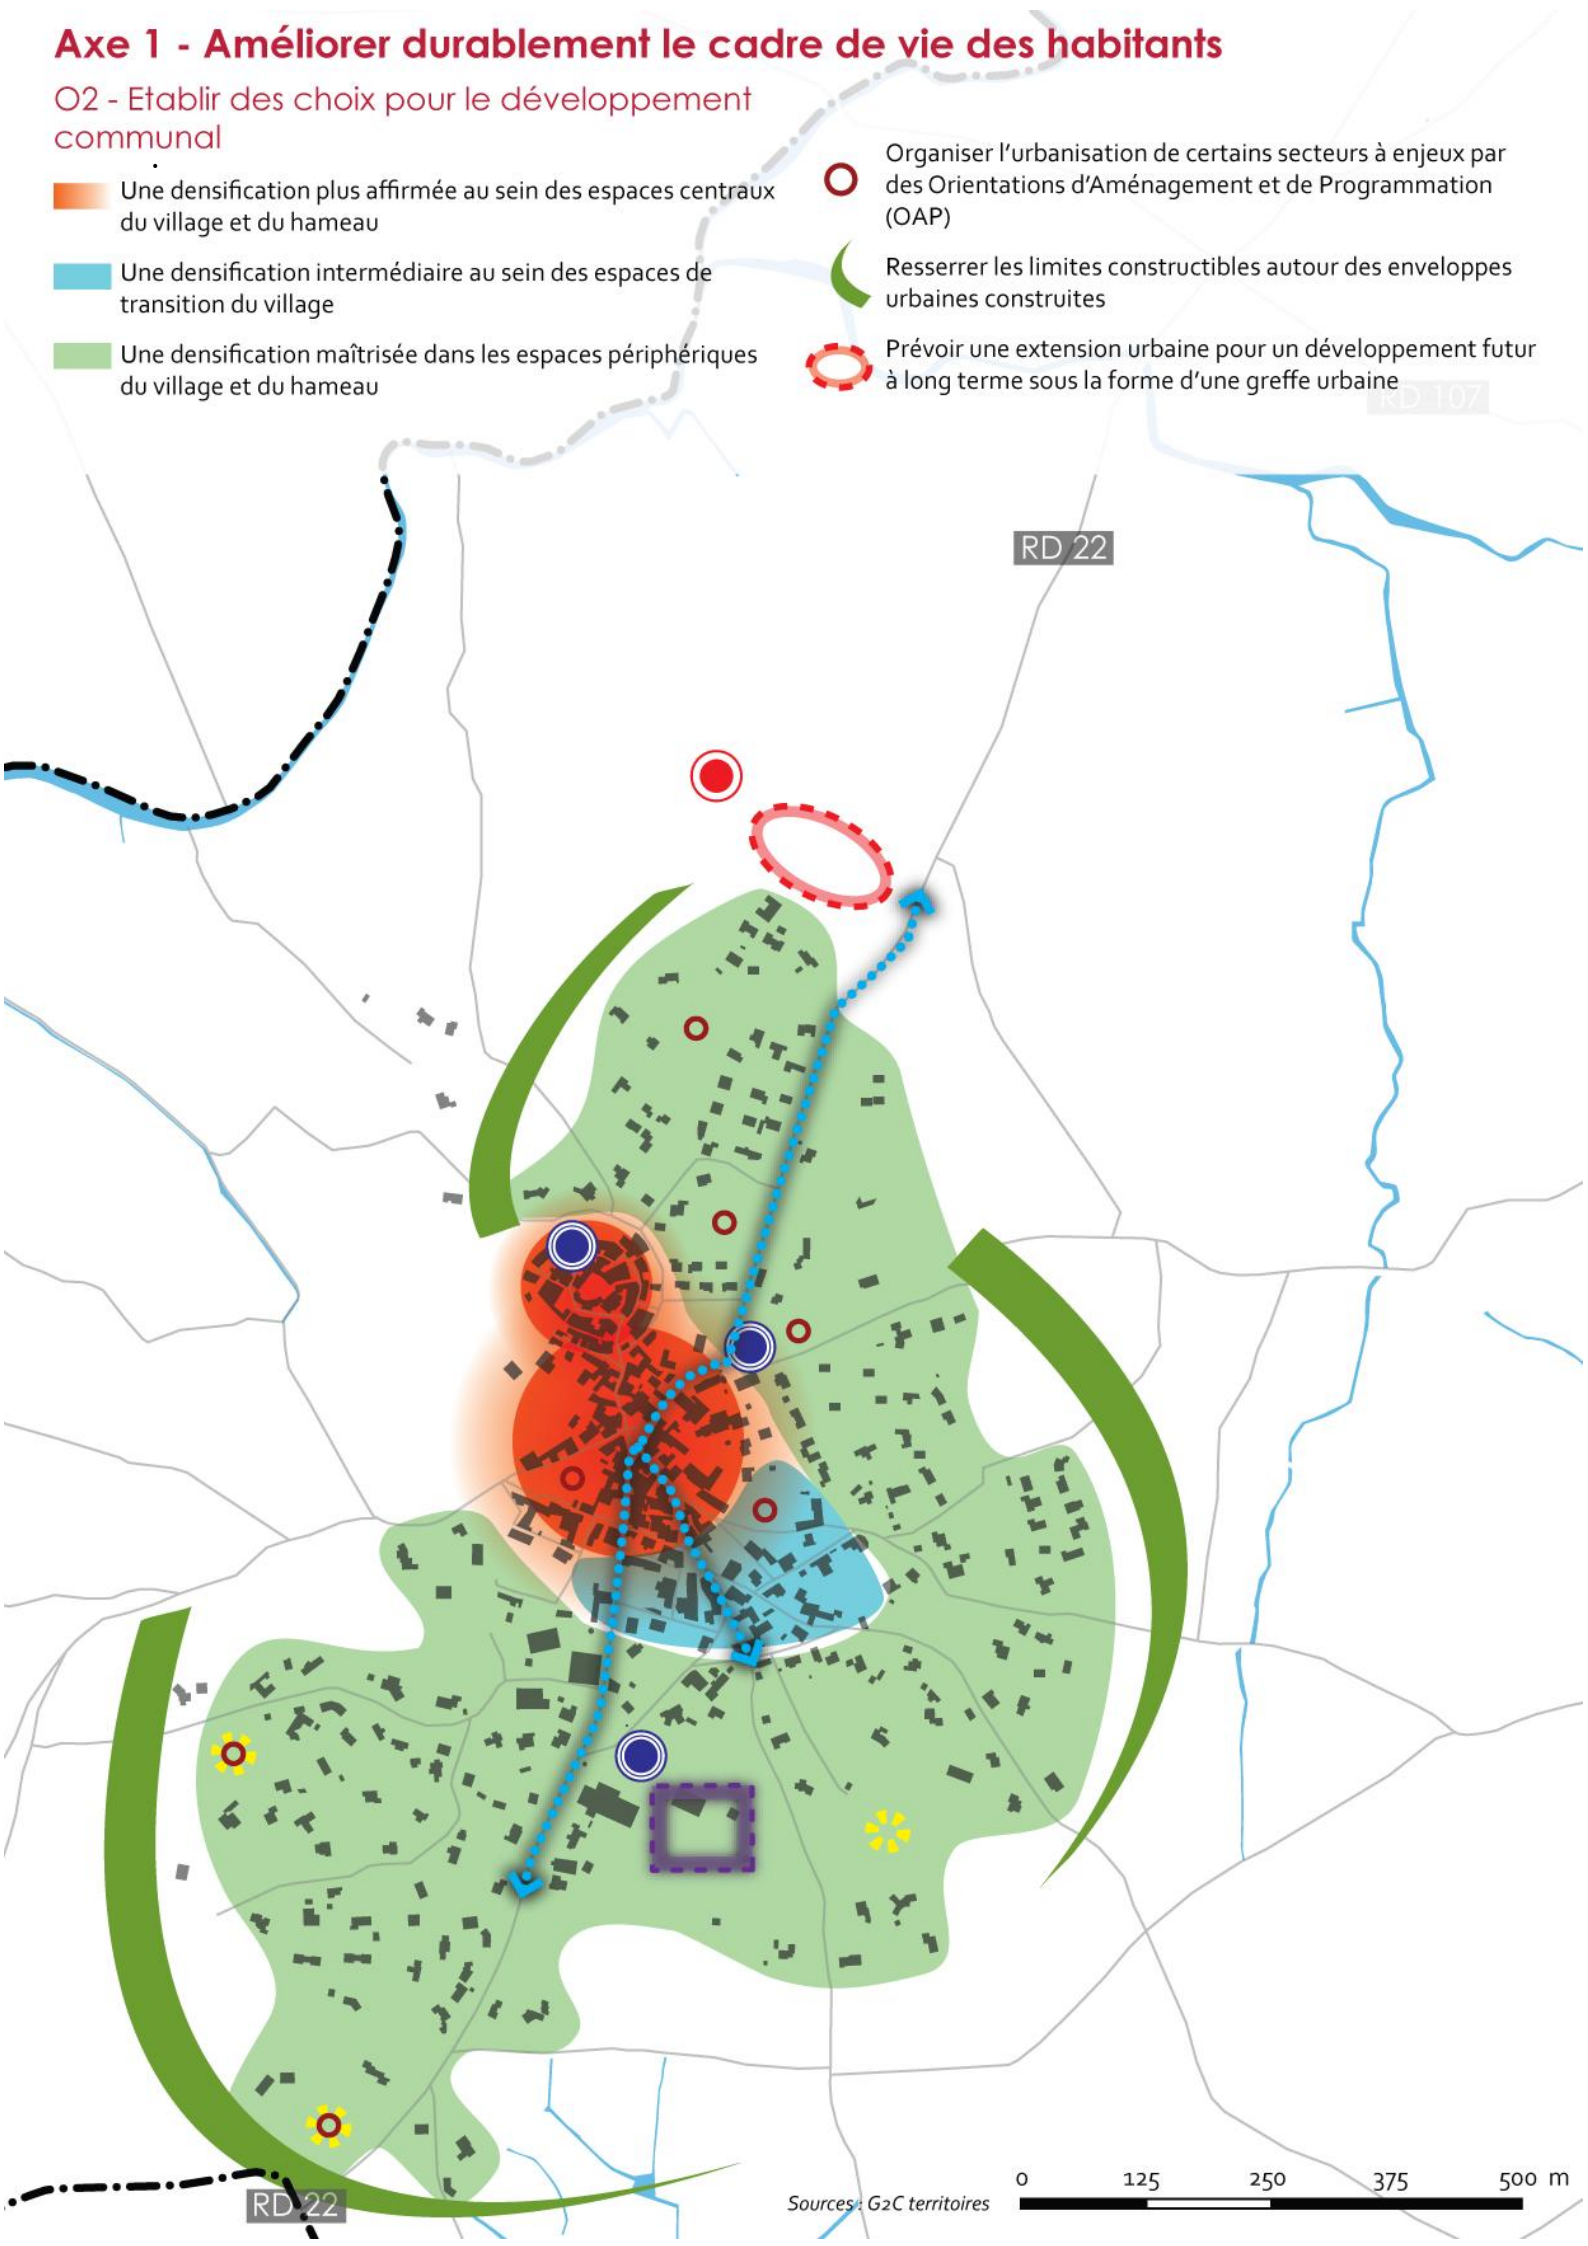 Axe 1 - Améliorer durablement le cadre de vie des habitants
O2 - Etablir des choix pour le développement
communal
Une densification plus affirmée au sein des espaces centraux
du village et du hameau
Une densification intermédiaire au sein des espaces de
transition du village
Une densification maîtrisée dans les espaces périphériques
du village et du hameau
Organiser l'urbanisation de certains secteurs à enjeux par
des Orientations d'Aménagement et de Programmation
(OAP)
Resserrer les limites constructibles autour des enveloppes
urbaines construites
Prévoir une extension urbaine pour un développement futur
à long terme sous la forme d'une greffe urbaine
RD 107
RD 22
0 125 250 375 500 m
Sources : G2C territoires
RD 22